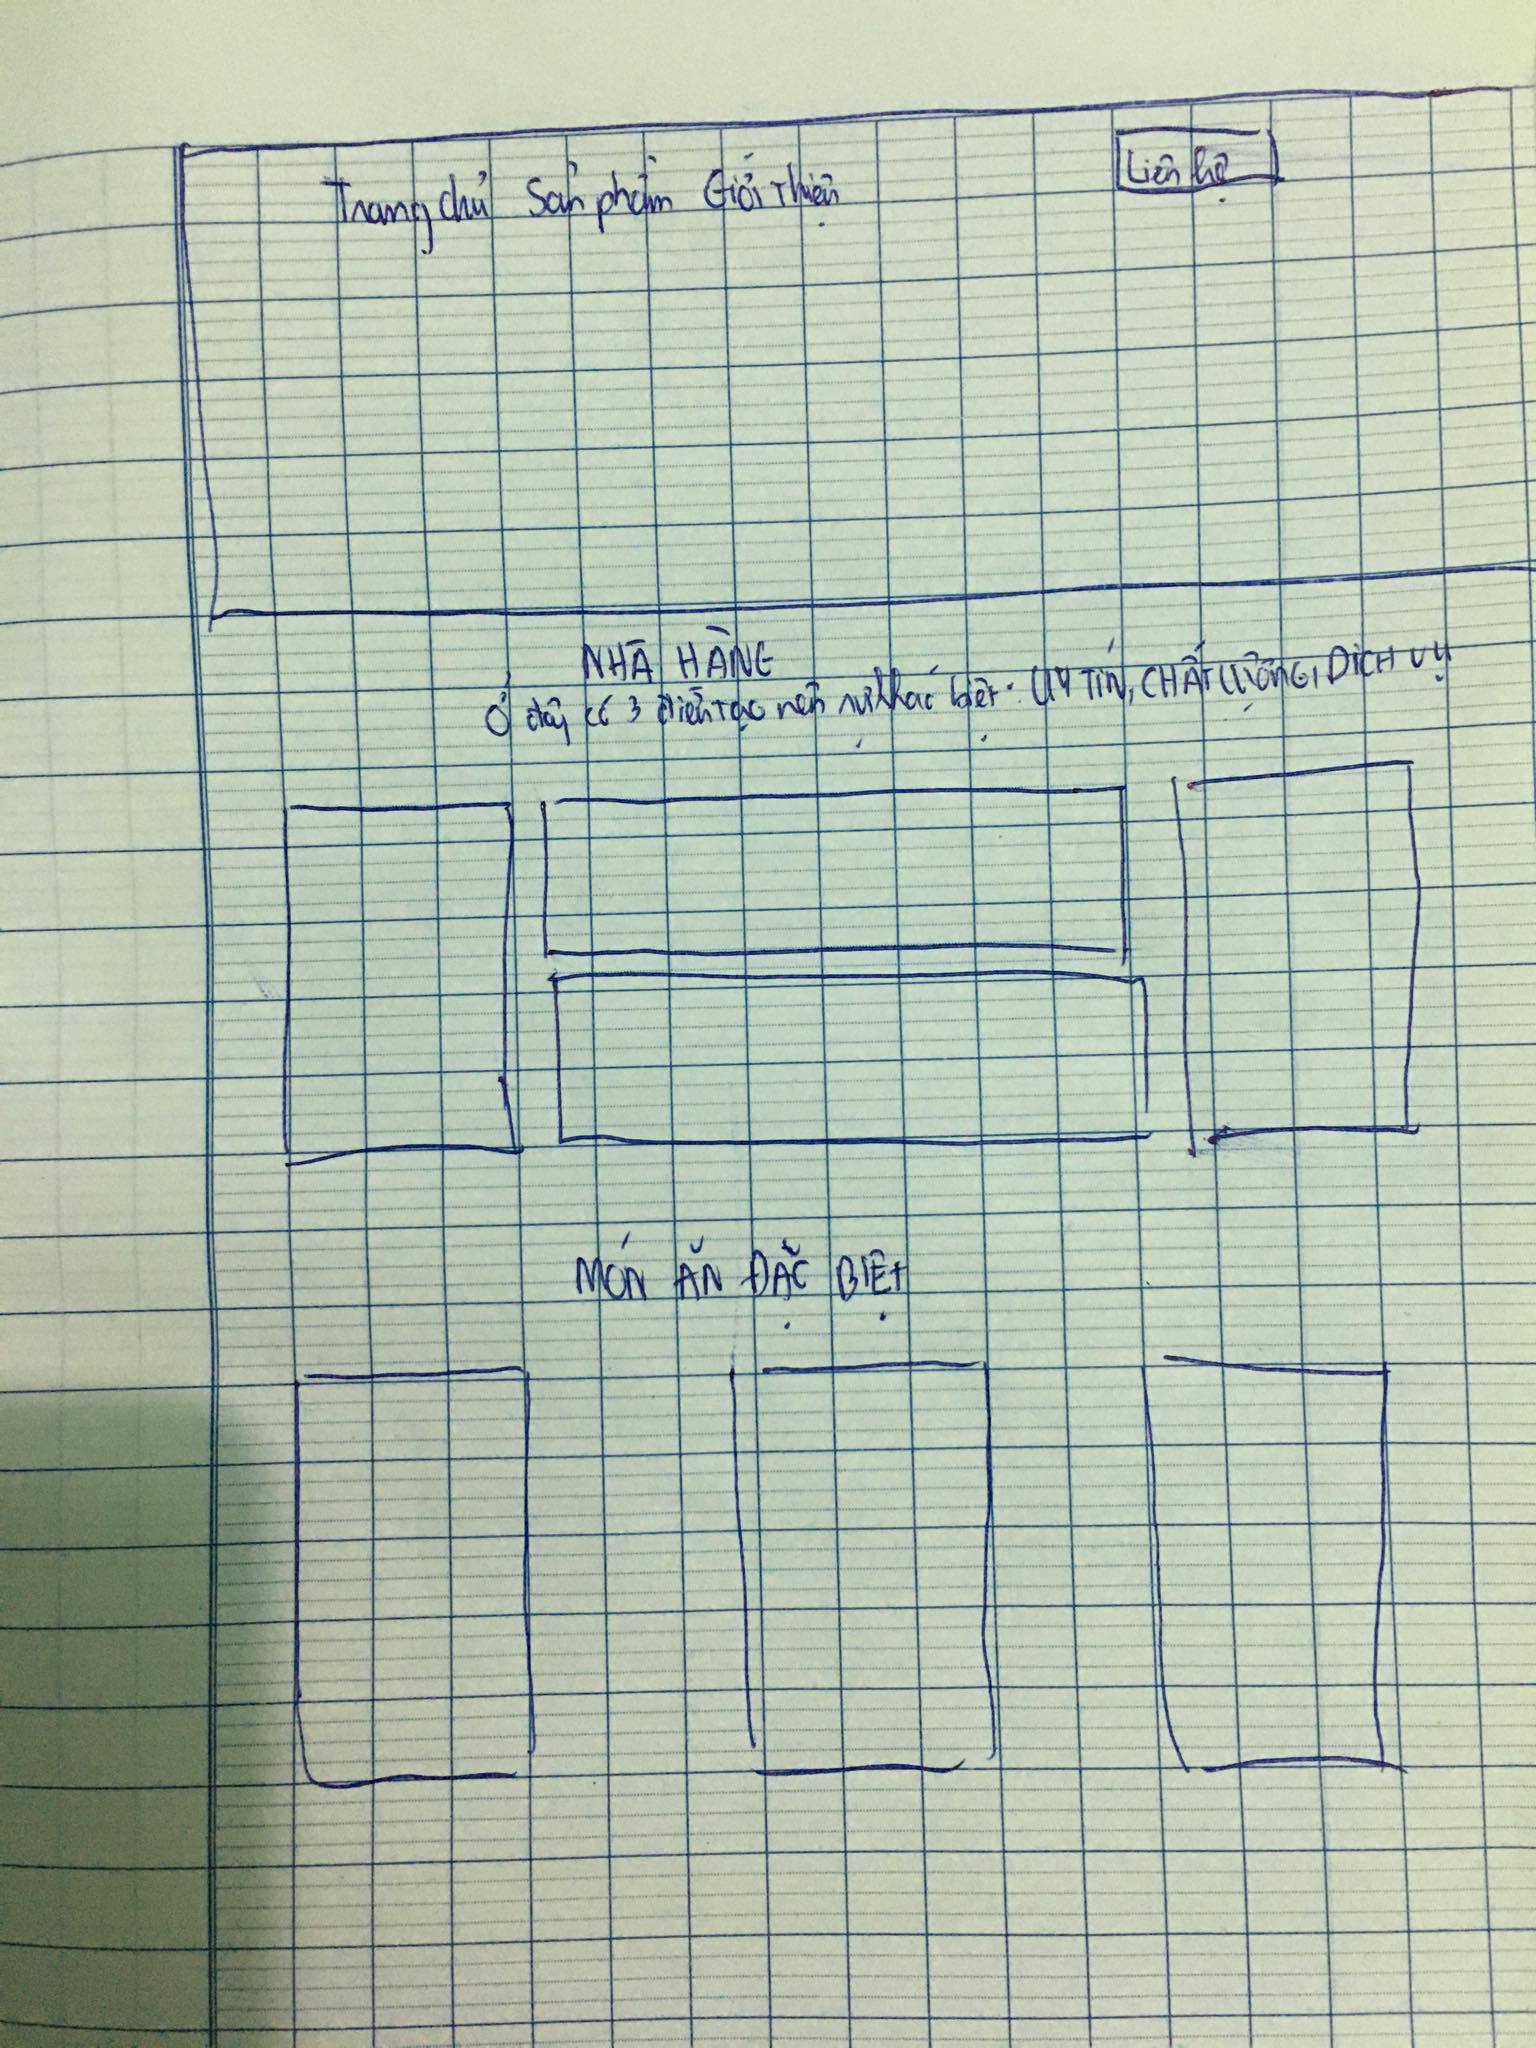 Trang chủ Sản phẩm Giới thiệu
Liên hệ
NHÀ HÀNG
Ở đây có 3 điều tạo nên sự khác biệt: UY TÍN, CHẤT LƯỢNG, DỊCH VỤ
MÓN ĂN ĐẶC BIỆT